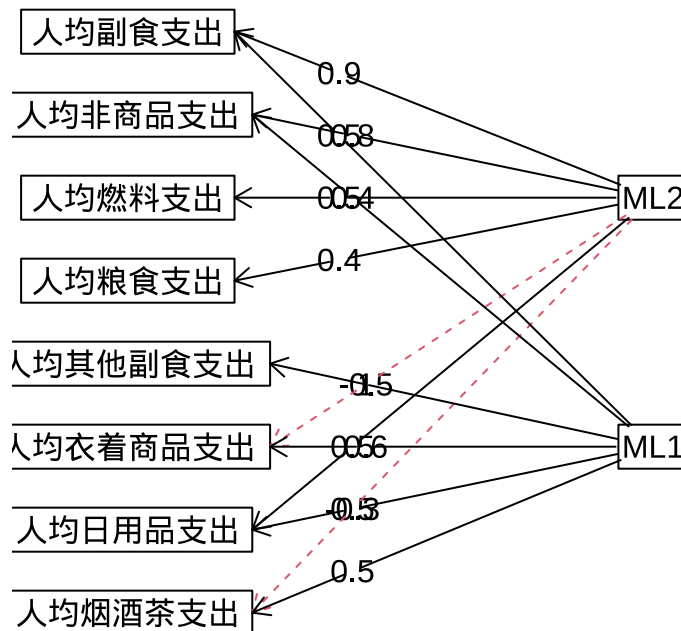 人均副食支出
0.9
人均非商品支出
ML2
人均燃料支出
人均粮食支出
0.4
人均其他副食支出
人均衣着商品支出
ML1
人均日用品支出
0.5
人均烟酒茶支出